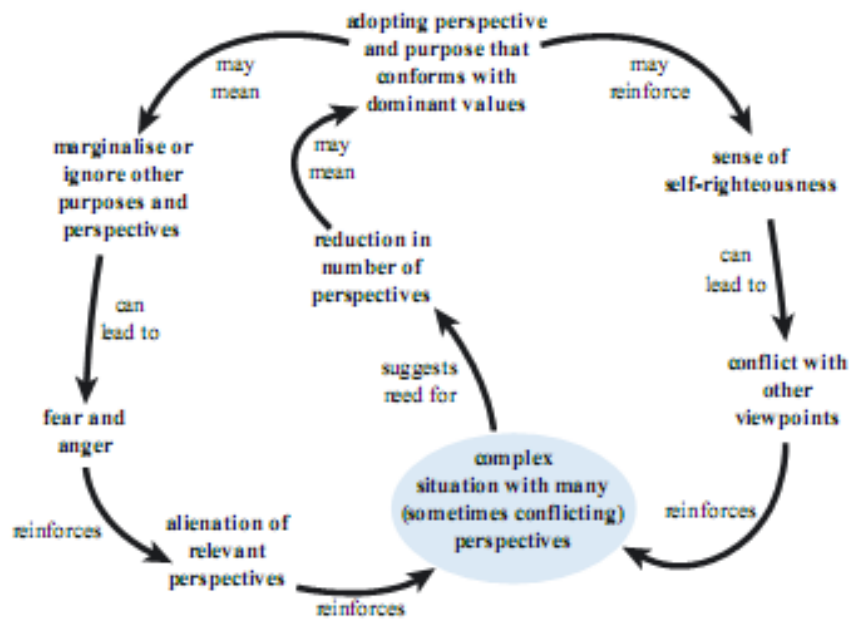 adopting perspective
and purpose that
conforms with
dominant values
may
mean
may
reinforce
marginalise or
ignore other
purposes and
perspectives
may
mean
sense of
self-righteousness
reduction in
number of
perspectives
can
lead to
can
lead to
suggests
need for
conflict with
other
viewpoints
fear and
anger
complex
situation with many
(sometimes conflicting)
perspectives
reinforces
alienation of
relevant
perspectives
reinforces
reinforces